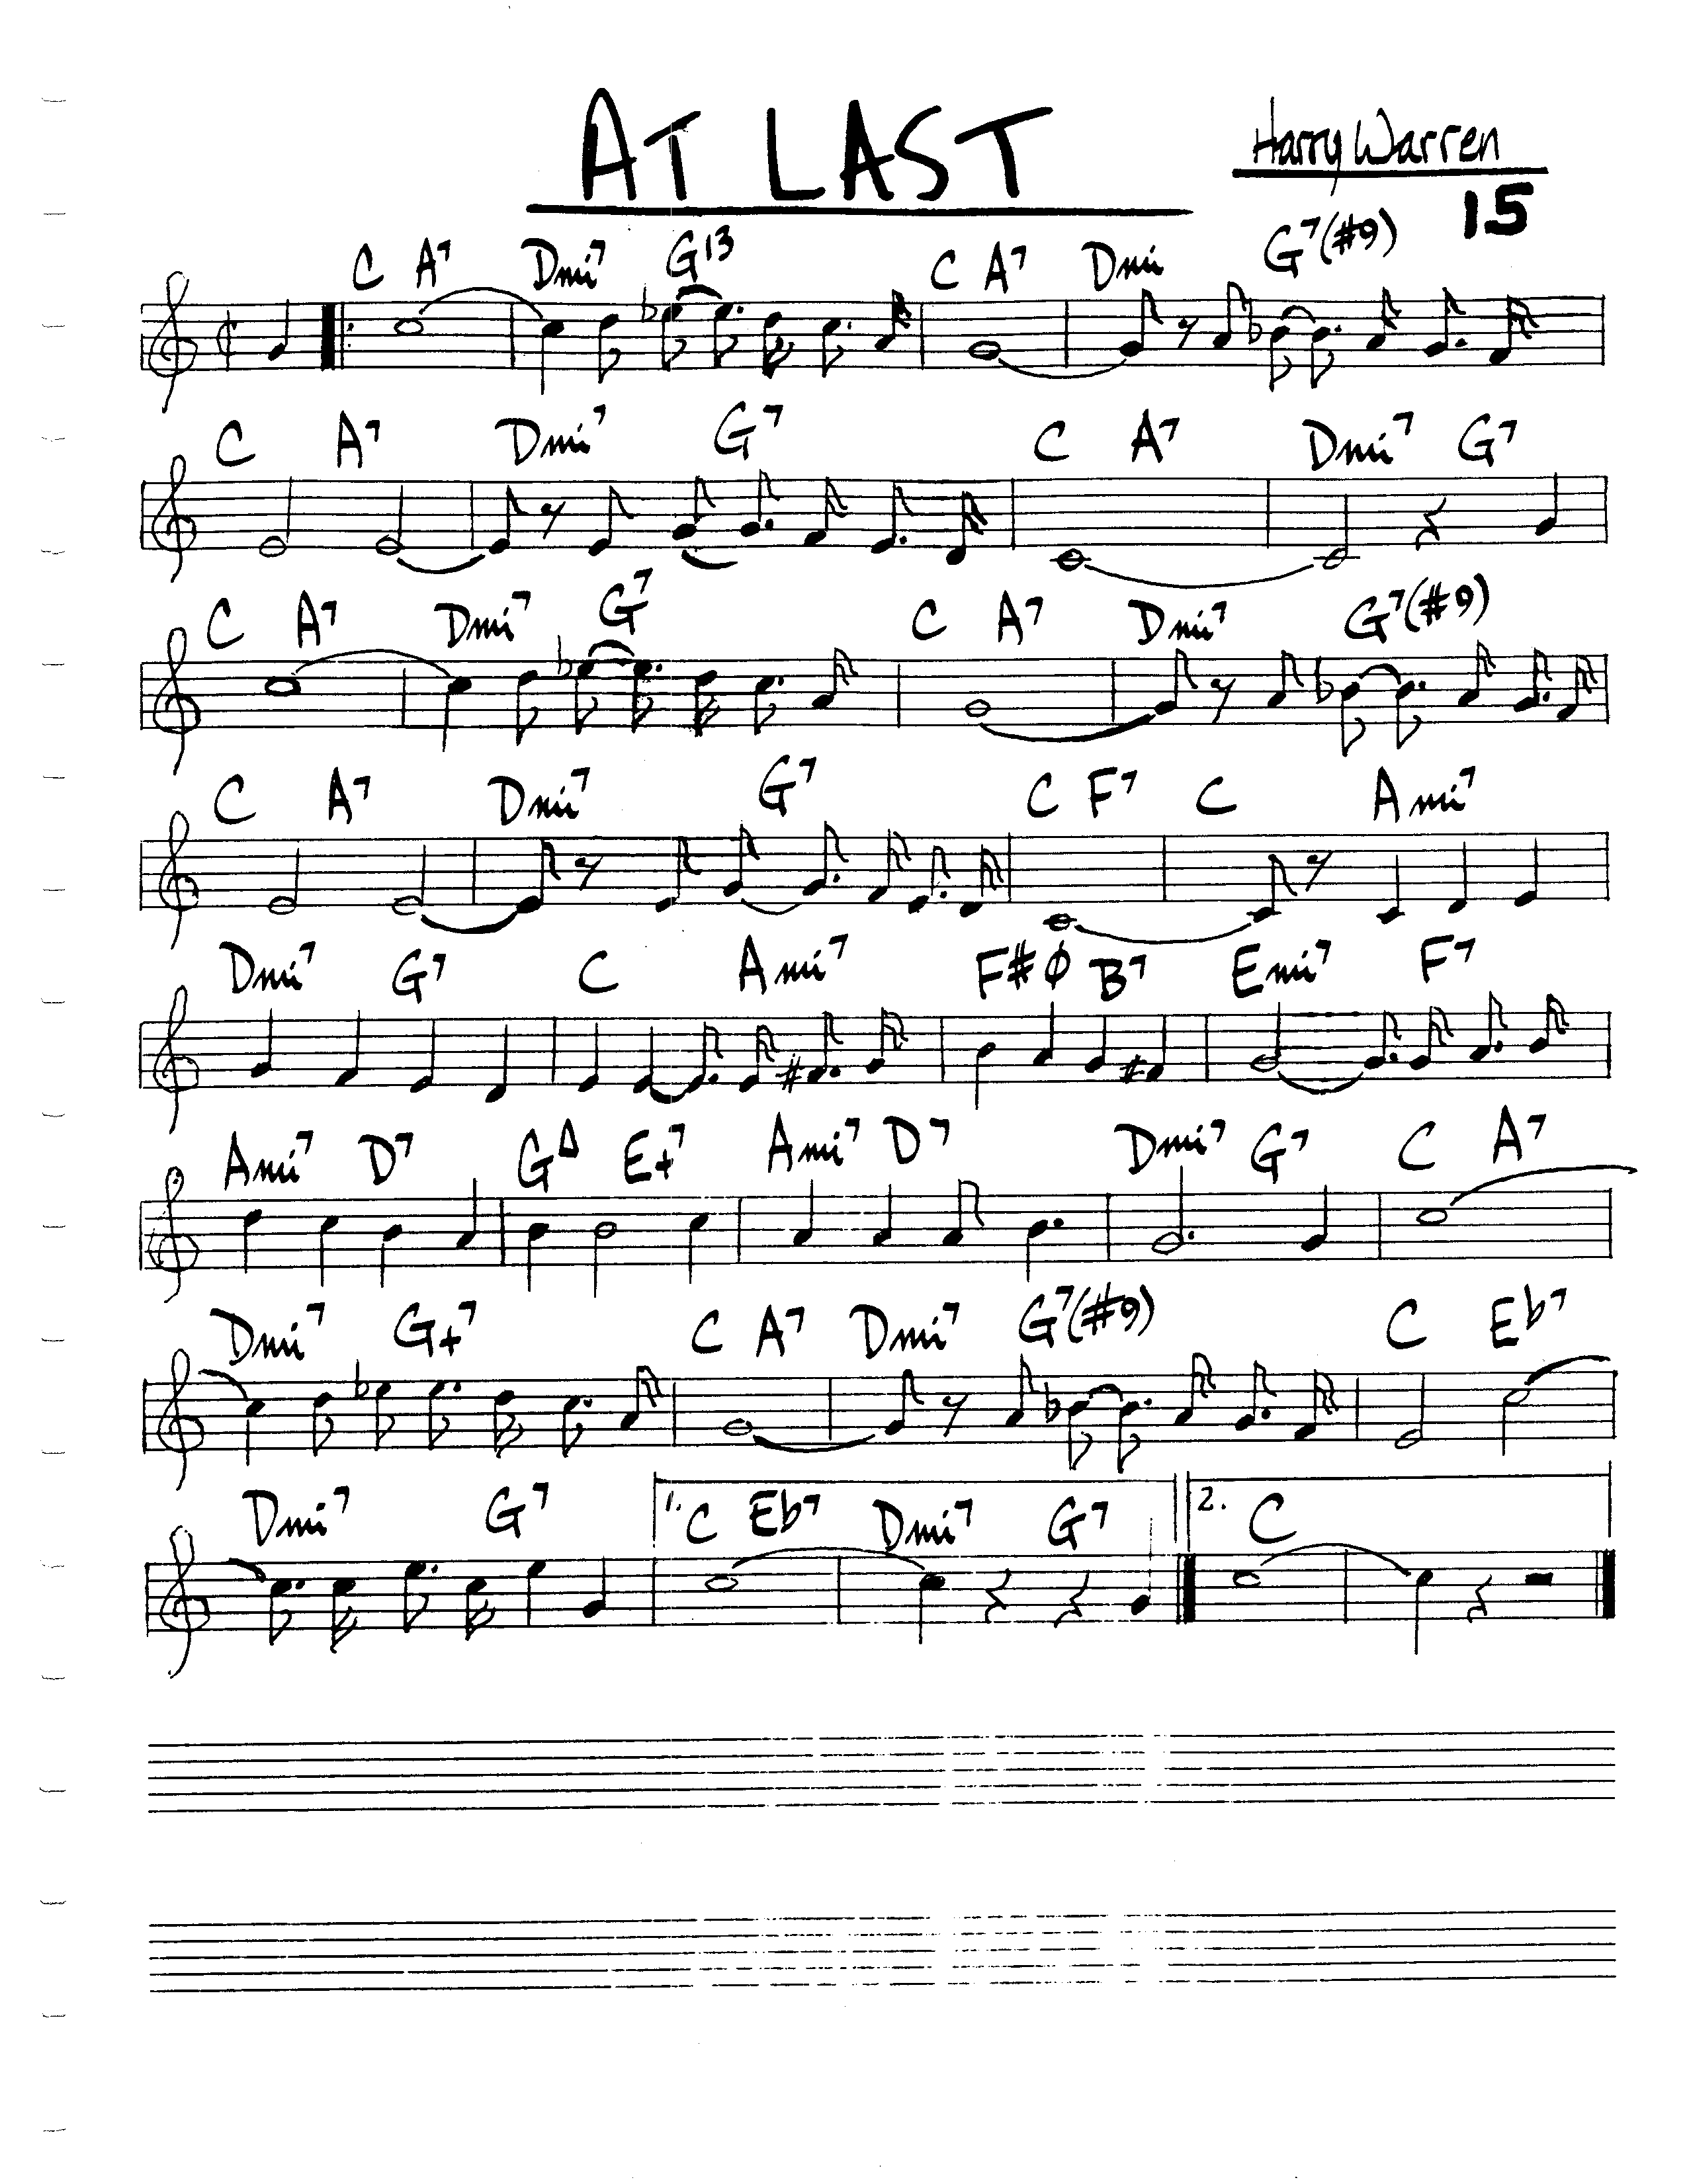 AT LAST
Harry Warren
15
C A7 Dmi7 G13 C A7 Dmi G7(#9)
C A7 Dmi7 G7 C A7 Dmi7 G7
C A7 Dmi7 G7 C A7 Dmi7 G7(#9)
C A7 Dmi7 G7 C F7 C Ami7
Dmi7 G7 C Ami7 F#ø B7 Emi7 F7
Ami7 D7 G△ E+7 Ami7 D7 Dmi7 G7 C A7
Dmi7 G+7 C A7 Dmi7 G7(#9) C Eb7
Dmi7 G7 1. C Eb7 Dmi7 G7 2. C